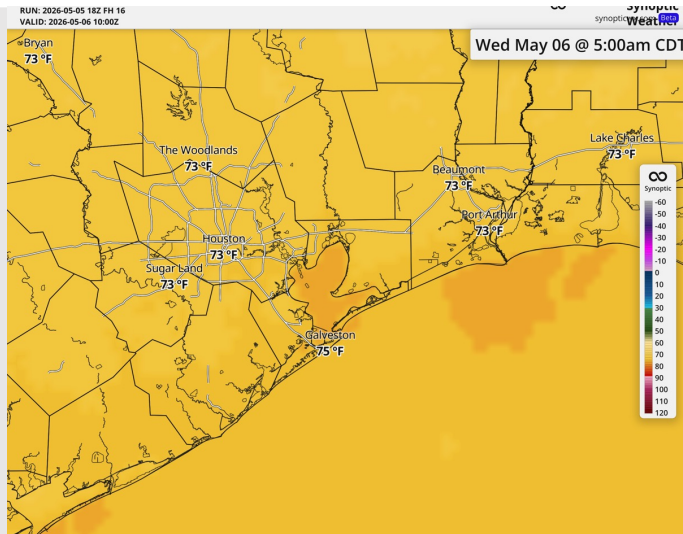 RUN: 2026-05-05 18Z FH 16
VALID: 2026-05-06 10:00Z
Synoptic
Weather
Beta
Wed May 06 @ 5:00am CDT
Bryan
73 °F
The Woodlands
73 °F
Lake Charles
73 °F
Beaumont
73 °F
Port Arthur
73 °F
Houston
73 °F
Sugar Land
73 °F
Galveston
75 °F
Synoptic
-60
-50
-40
-30
-20
-10
0
10
20
30
40
50
60
70
80
90
100
110
120